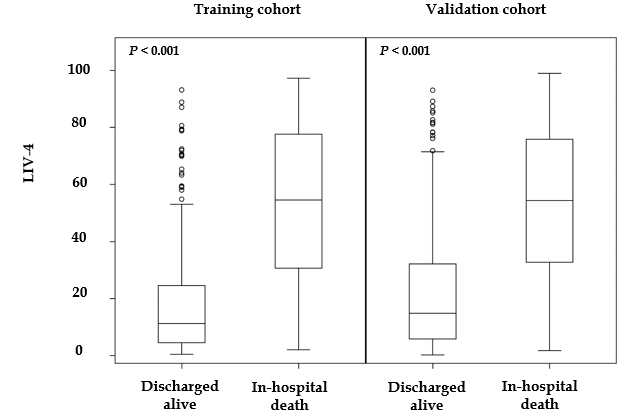 Training cohort
Validation cohort
P < 0.001
P < 0.001
LIV-4
100
80
60
40
20
0
Discharged
alive
In-hospital
death
Discharged
alive
In-hospital
death